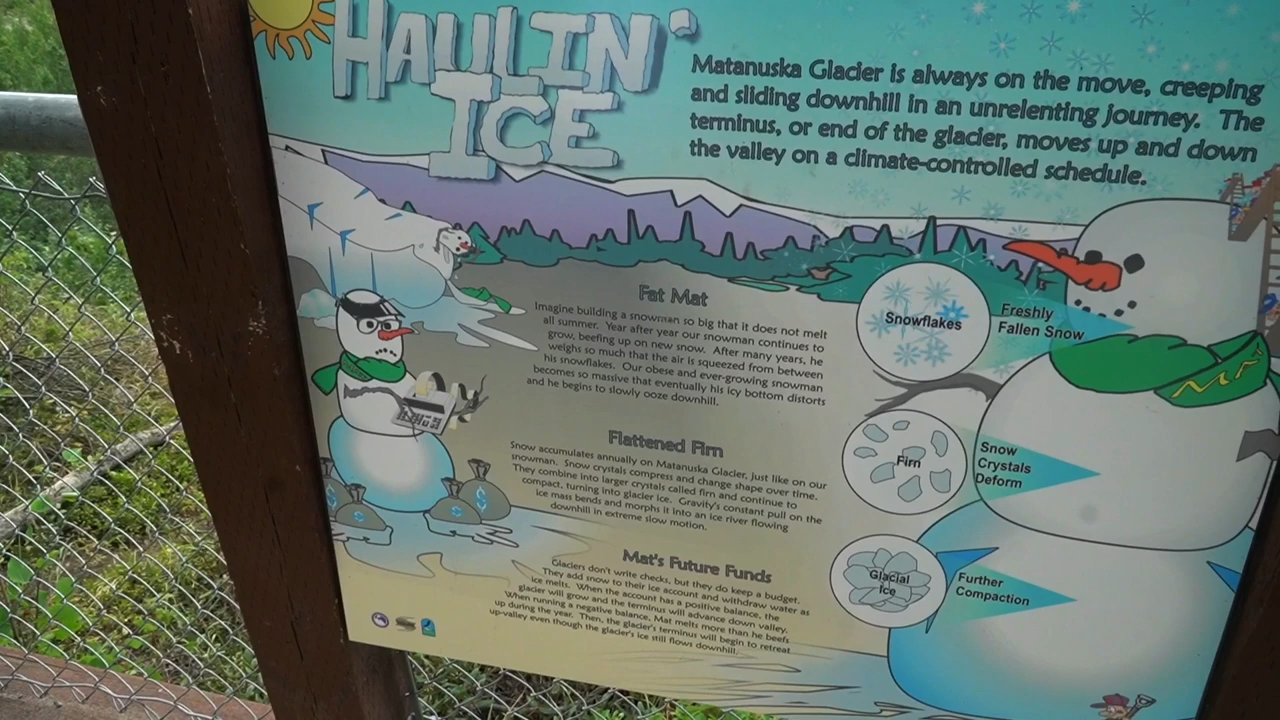 HAULIN'
ICE
Matanuska Glacier is always on the move, creeping
and sliding downhill in an unrelenting journey. The
terminus, or end of the glacier, moves up and down
the valley on a climate-controlled schedule.
Fat Mat
Imagine building a snowman so big that it does not melt
all summer. Year after year our snowman continues to
grow, beefing up on new snow. After many years, he
weighs so much that the air is squeezed from between
his snowflakes. Our obese and ever-growing snowman
becomes so massive that eventually his icy bottom distorts
and he begins to slowly ooze downhill.
Flattened Firn
Snow accumulates annually on Matanuska Glacier, just like on our
snowman. Snow crystals compress and change shape over time.
They combine into larger crystals called firn and continue to
compact, turning into glacier ice. Gravity's constant pull on the
ice mass bends and morphs it into an ice river flowing
downhill in extreme slow motion.
Mat's Future Funds
Glaciers don't write checks, but they do keep a budget.
They add snow to their ice account and withdraw water as
ice melts. When the account has a positive balance, the
glacier will grow and the terminus will advance down valley.
When running a negative balance, Mat melts more than he beefs
up during the year. Then, the glacier's terminus will begin to retreat
up-valley even though the glacier's ice still flows downhill.
Snowflakes
Freshly
Fallen Snow
MAT
Firn
Snow
Crystals
Deform
Glacial
Ice
Further
Compaction
$
$
$
$